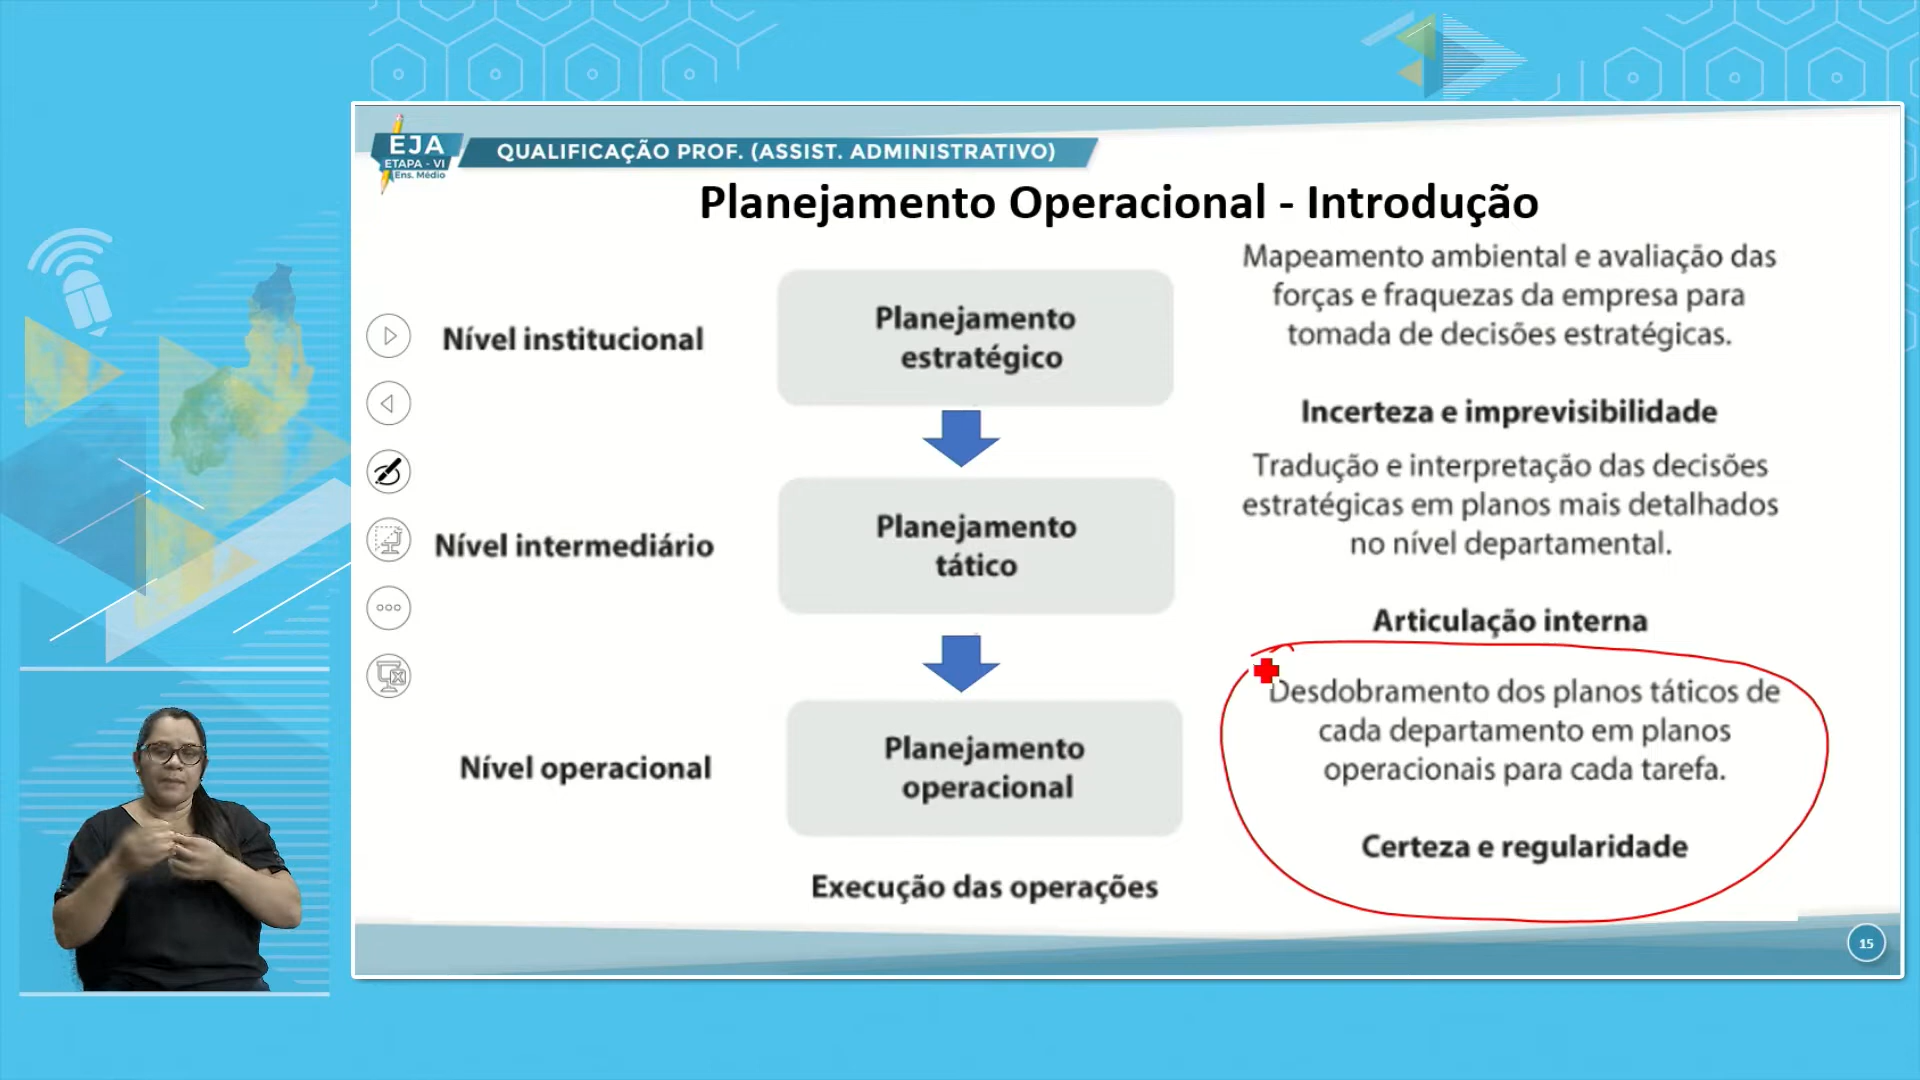 EJA
ETAPA - VI
Ens. Médio
QUALIFICAÇÃO PROF. (ASSIST. ADMINISTRATIVO)
Planejamento Operacional - Introdução
Nível institucional
Planejamento
estratégico
Mapeamento ambiental e avaliação das
forças e fraquezas da empresa para
tomada de decisões estratégicas.
Incerteza e imprevisibilidade
Nível intermediário
Planejamento
tático
Tradução e interpretação das decisões
estratégicas em planos mais detalhados
no nível departamental.
Articulação interna
Nível operacional
Planejamento
operacional
Desdobramento dos planos táticos de
cada departamento em planos
operacionais para cada tarefa.
Certeza e regularidade
Execução das operações
15